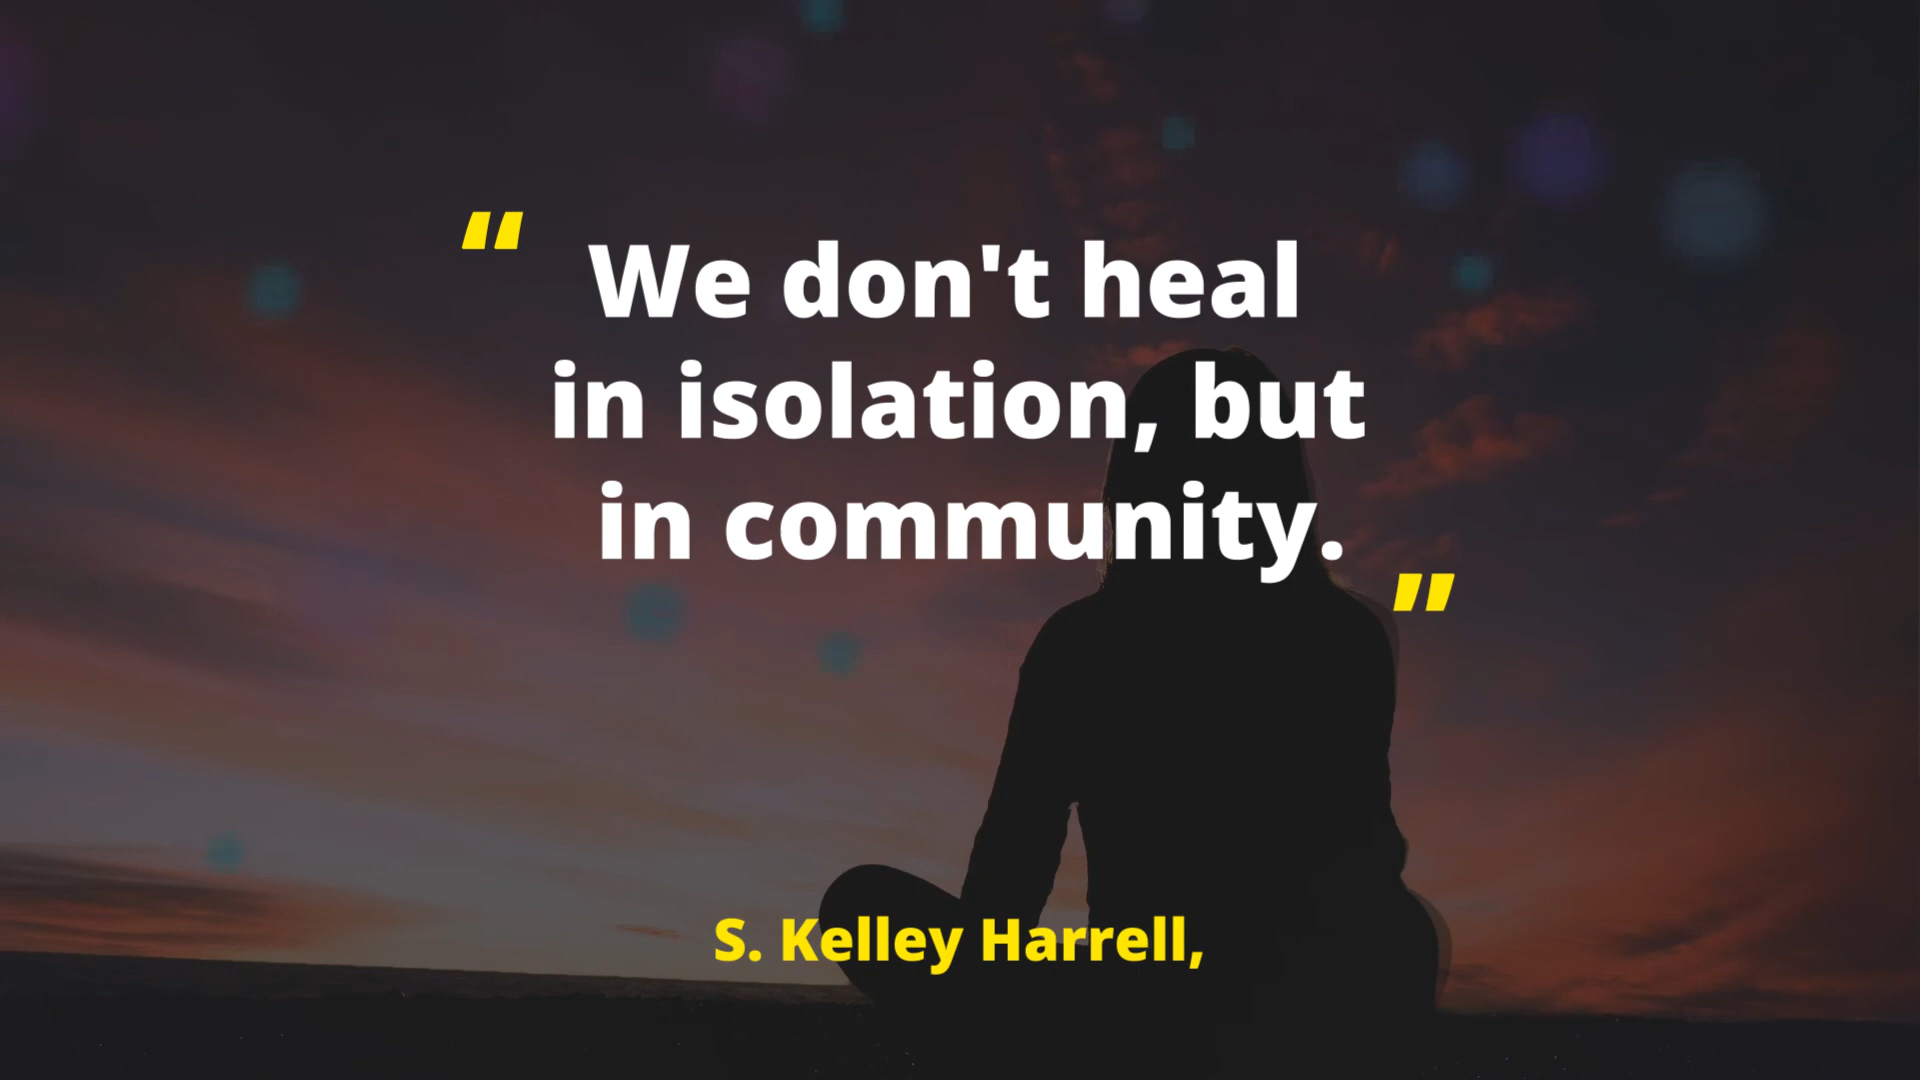 “ We don't heal
in isolation, but
in community. ”
S. Kelley Harrell,